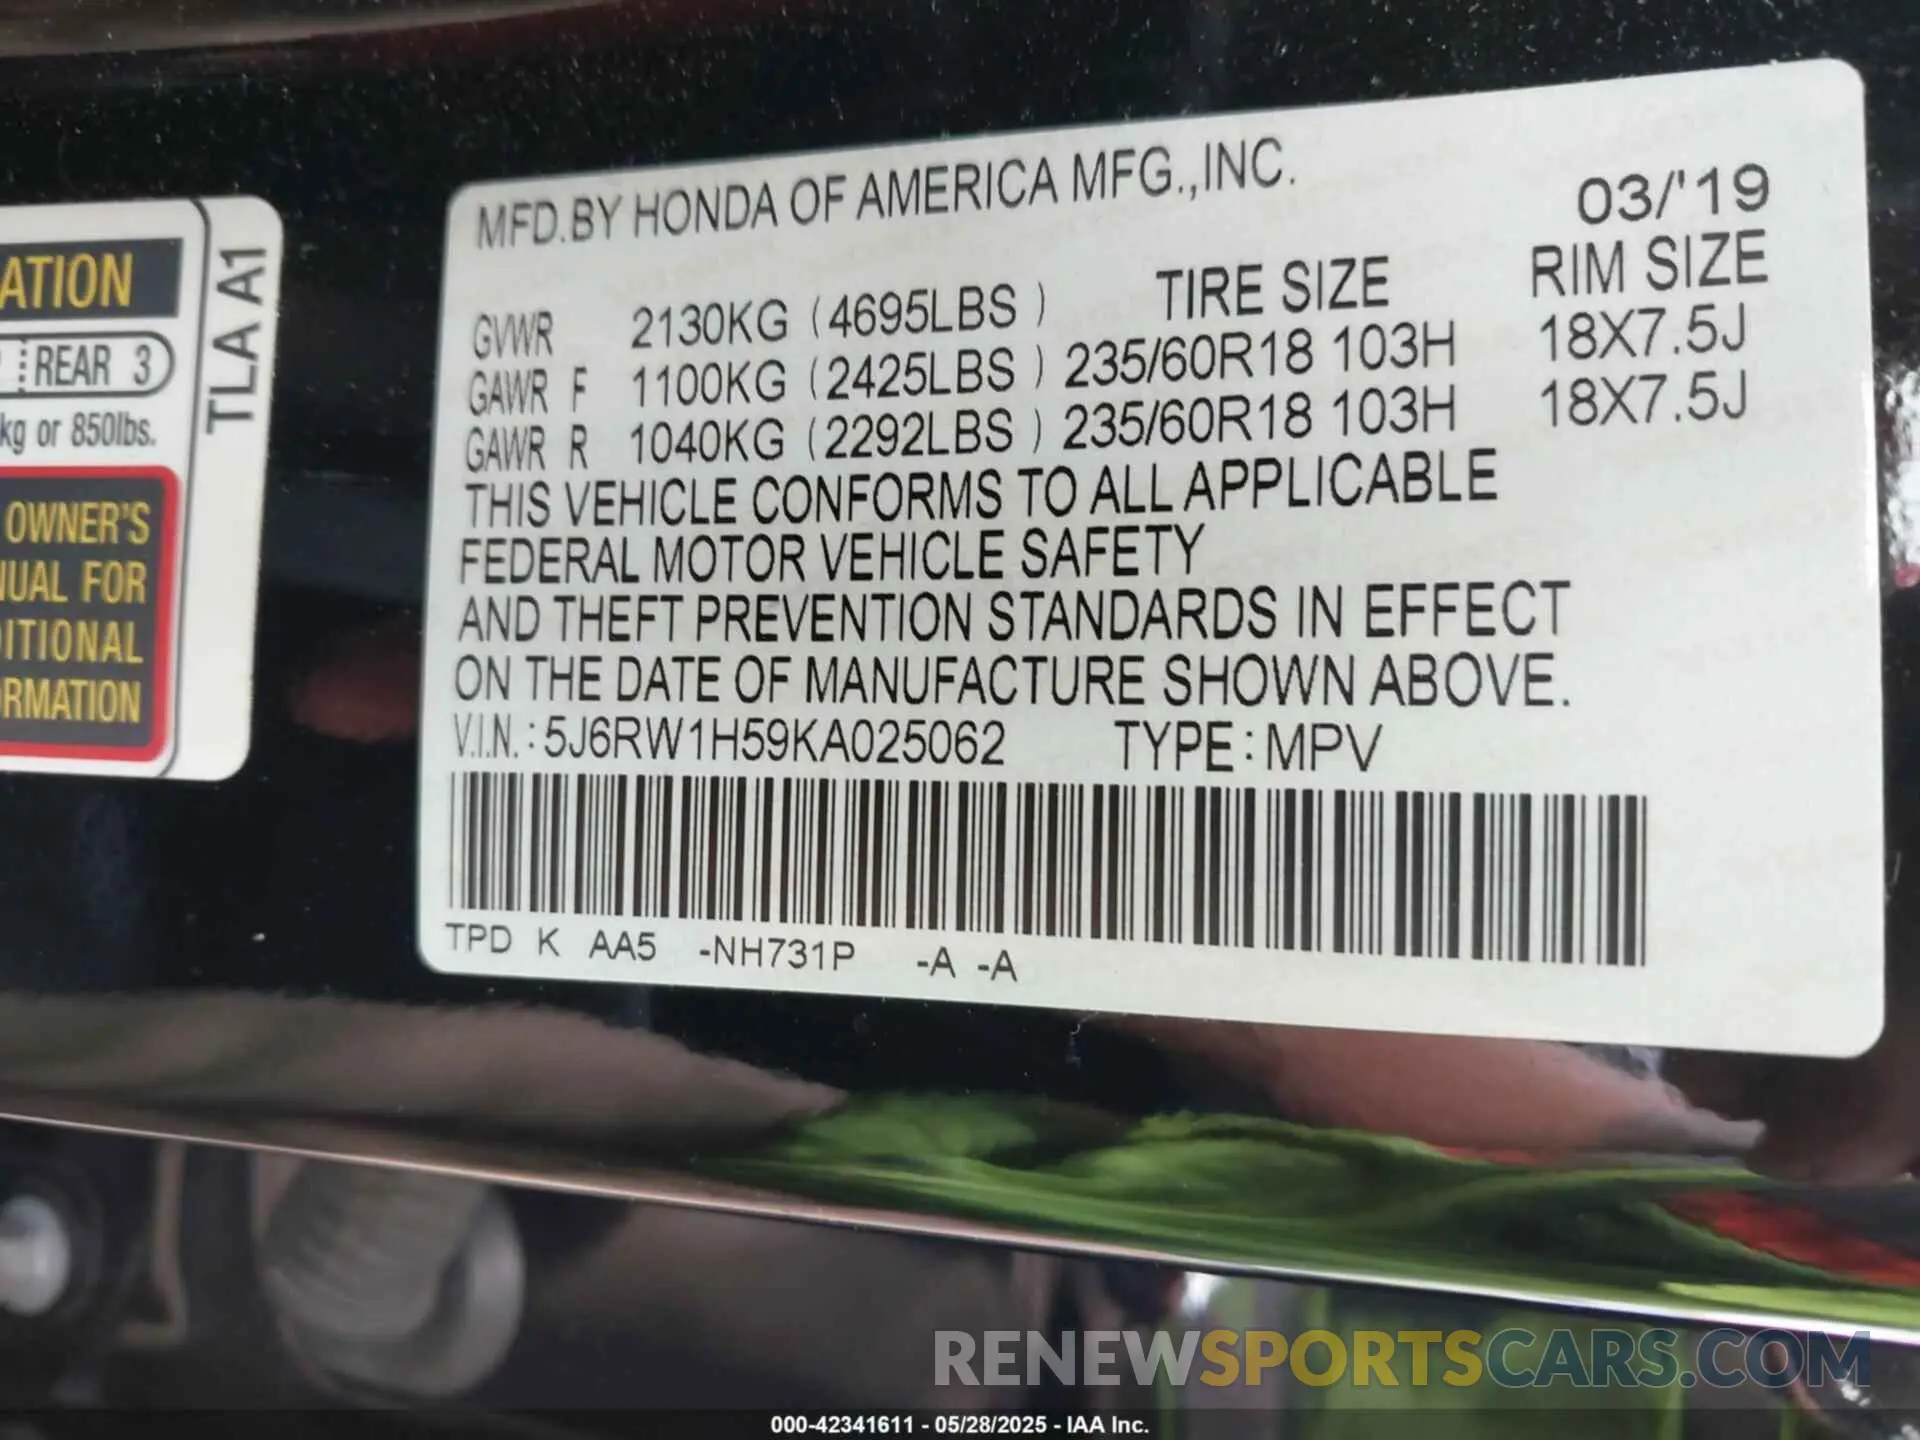 ATION
REAR 3
kg or 850lbs.
OWNER'S
UAL FOR
ITIONAL
RMATION
TLA A1
MFD.BY HONDA OF AMERICA MFG.,INC.
03/'19
GVWR 2130KG (4695LBS ) TIRE SIZE RIM SIZE
GAWR F 1100KG (2425LBS ) 235/60R18 103H 18X7.5J
GAWR R 1040KG (2292LBS ) 235/60R18 103H 18X7.5J
THIS VEHICLE CONFORMS TO ALL APPLICABLE
FEDERAL MOTOR VEHICLE SAFETY
AND THEFT PREVENTION STANDARDS IN EFFECT
ON THE DATE OF MANUFACTURE SHOWN ABOVE.
V.I.N.: 5J6RW1H59KA025062 TYPE: MPV
TPD K AA5 -NH731P -A -A
RENEWSPORTSCARS.COM
000-42341611 - 05/28/2025 - IAA Inc.